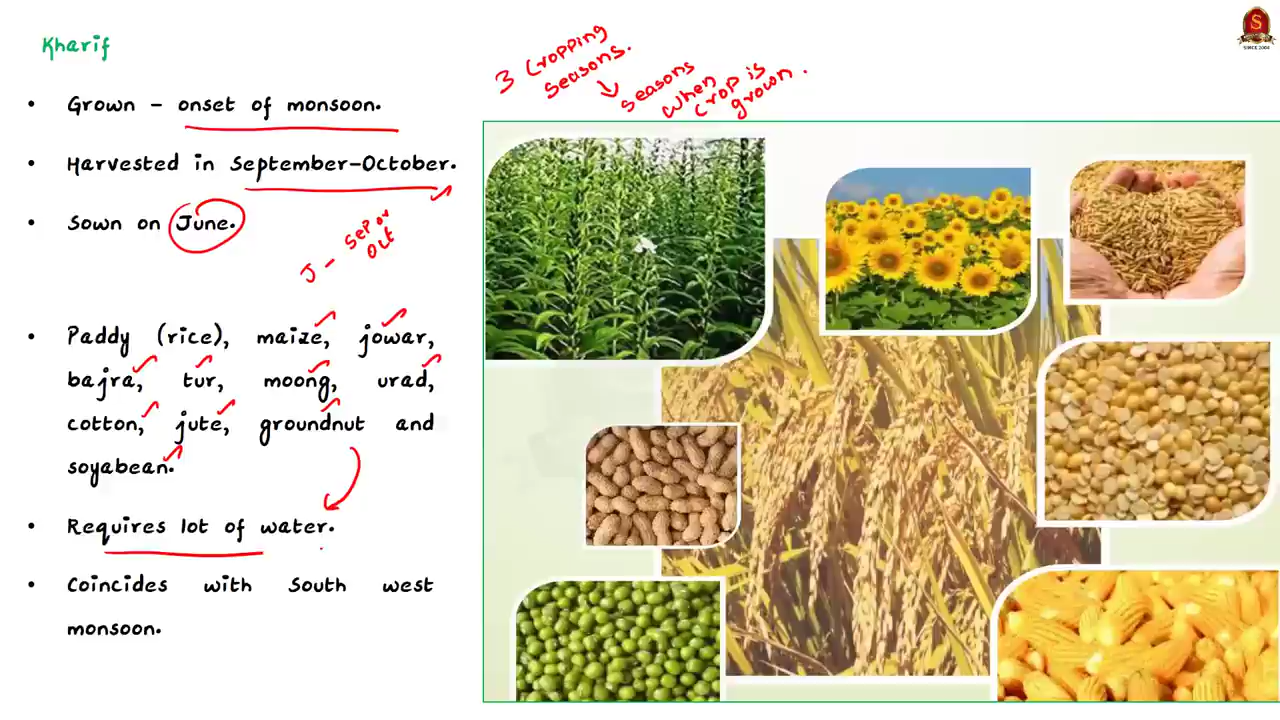 Kharif
3 Cropping
Seasons.
seasons
when
crop is
grown.
S
SINCE 2004
• Grown – onset of monsoon.
• Harvested in September-October.
• Sown on June.
J - Sep or
Oct
• Paddy (rice), maize, jowar,
bajra, tur, moong, urad,
cotton, jute, groundnut and
soyabean.
• Requires lot of water.
• Coincides with South west
monsoon.